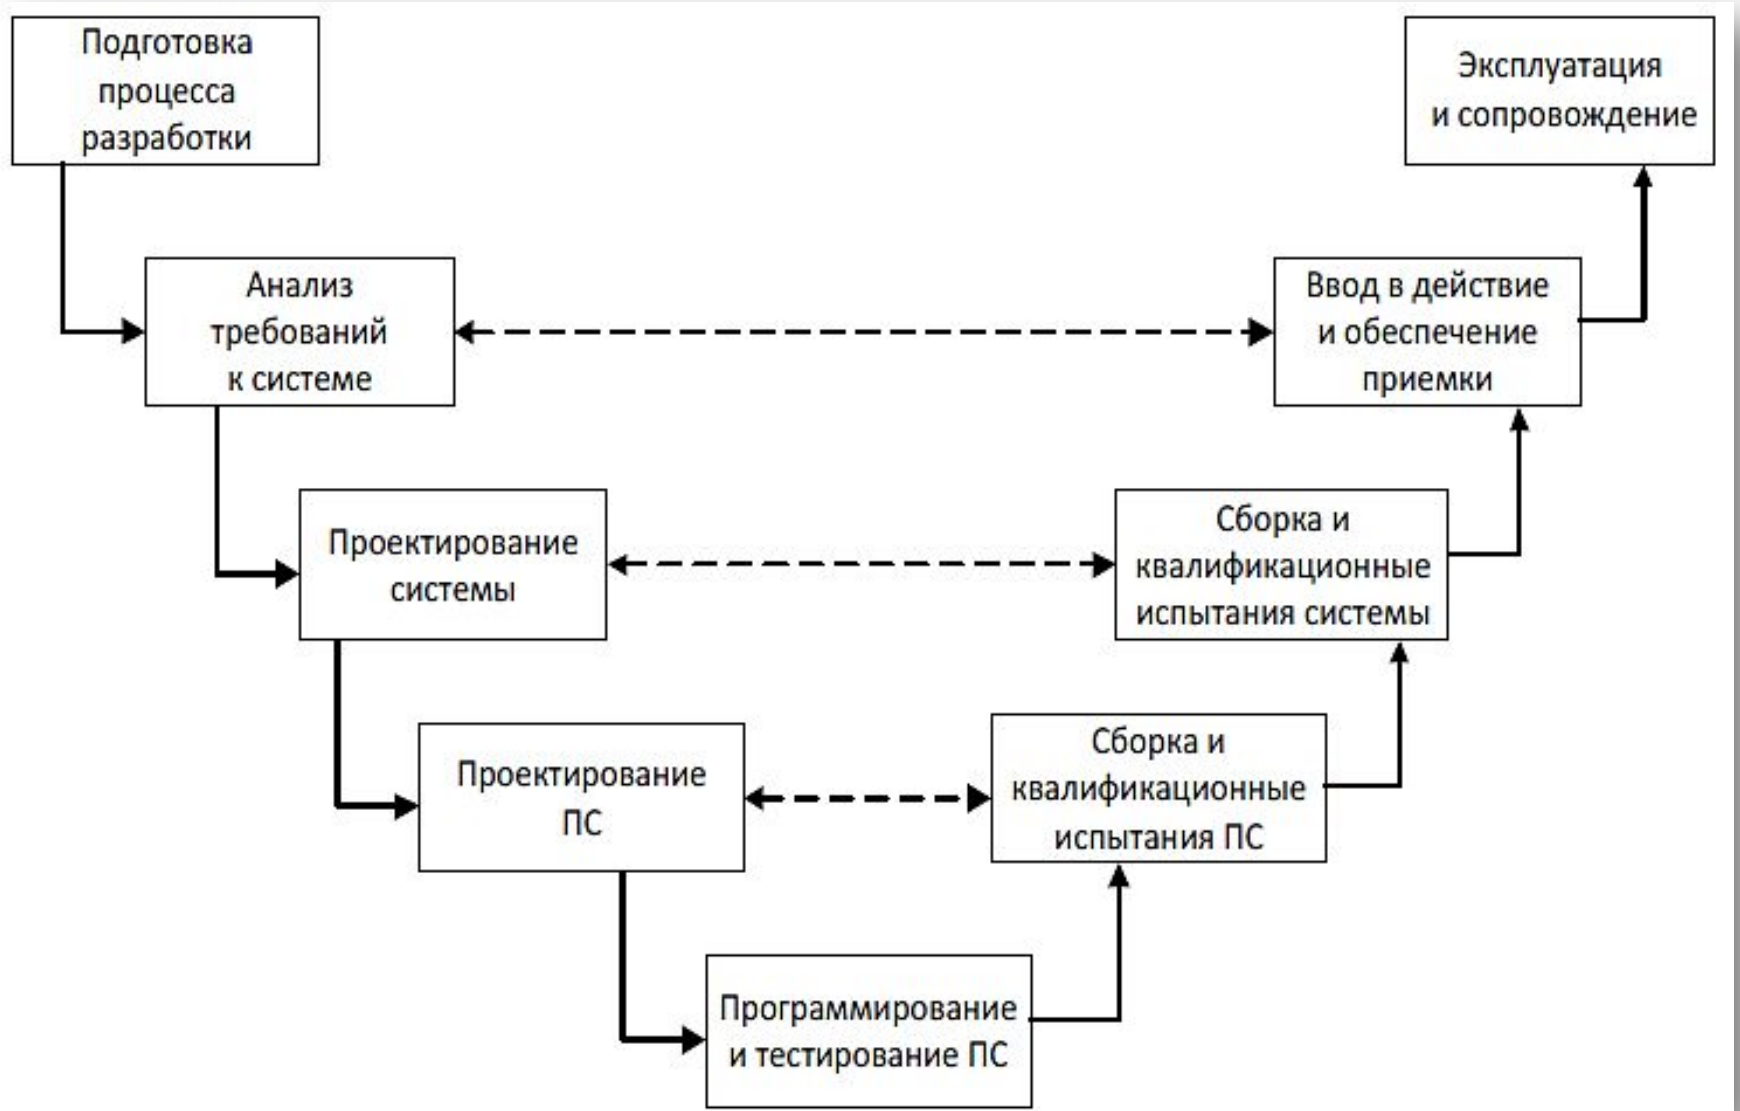 Подготовка
процесса
разработки
Эксплуатация
и сопровождение
Анализ
требований
к системе
Ввод в действие
и обеспечение
приемки
Проектирование
системы
Сборка и
квалификационные
испытания системы
Проектирование
ПС
Сборка и
квалификационные
испытания ПС
Программирование
и тестирование ПС